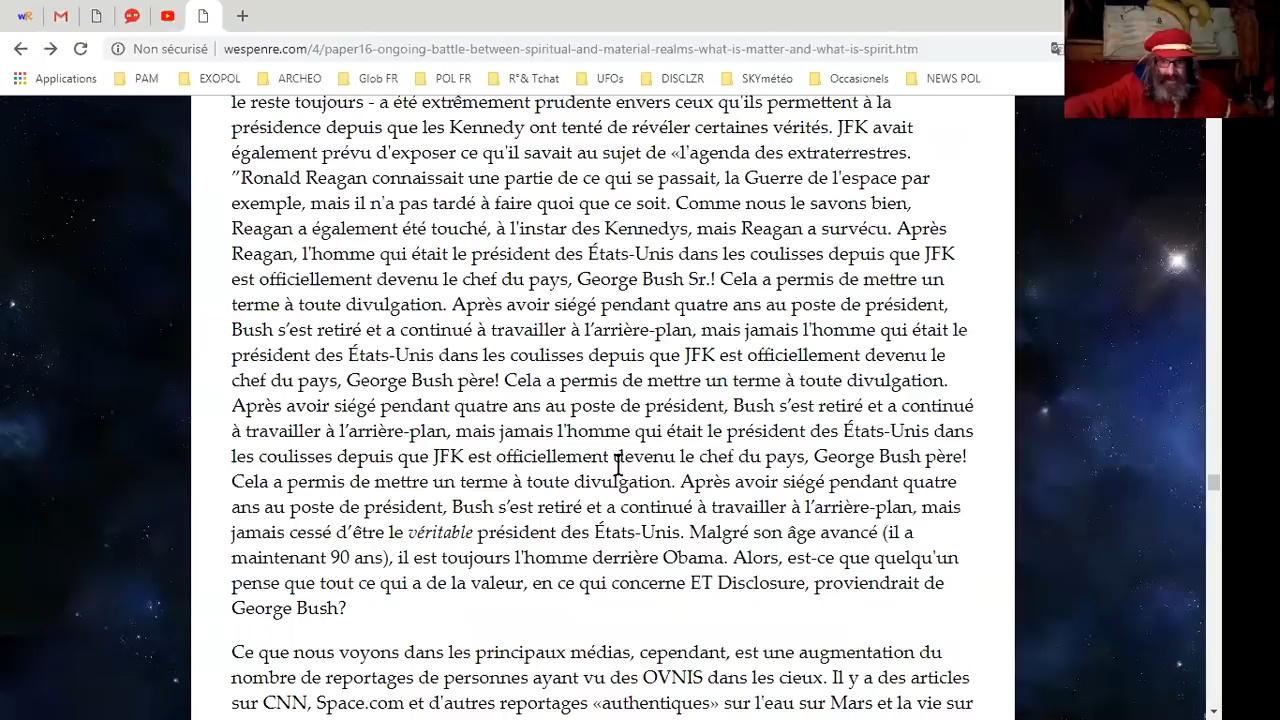 Non sécurisé
wespenre.com/4/paper16-ongoing-battle-between-spiritual-and-material-realms-what-is-matter-and-what-is-spirit.htm
Applications PAM EXOPOL ARCHEO Glob FR POL FR R°& Tchat UFOs DISCLZR SKYmétéo Occasionels NEWS POL
le reste toujours - a été extrêmement prudente envers ceux qu'ils permettent à la
présidence depuis que les Kennedy ont tenté de révéler certaines vérités. JFK avait
également prévu d'exposer ce qu'il savait au sujet de «l'agenda des extraterrestres.
”Ronald Reagan connaissait une partie de ce qui se passait, la Guerre de l'espace par
exemple, mais il n'a pas tardé à faire quoi que ce soit. Comme nous le savons bien,
Reagan a également été touché, à l'instar des Kennedys, mais Reagan a survécu. Après
Reagan, l'homme qui était le président des États-Unis dans les coulisses depuis que JFK
est officiellement devenu le chef du pays, George Bush Sr.! Cela a permis de mettre un
terme à toute divulgation. Après avoir siégé pendant quatre ans au poste de président,
Bush s’est retiré et a continué à travailler à l’arrière-plan, mais jamais l'homme qui était le
président des États-Unis dans les coulisses depuis que JFK est officiellement devenu le
chef du pays, George Bush père! Cela a permis de mettre un terme à toute divulgation.
Après avoir siégé pendant quatre ans au poste de président, Bush s’est retiré et a continué
à travailler à l’arrière-plan, mais jamais l'homme qui était le président des États-Unis dans
les coulisses depuis que JFK est officiellement devenu le chef du pays, George Bush père!
Cela a permis de mettre un terme à toute divulgation. Après avoir siégé pendant quatre
ans au poste de président, Bush s’est retiré et a continué à travailler à l’arrière-plan, mais
jamais cessé d’être le véritable président des États-Unis. Malgré son âge avancé (il a
maintenant 90 ans), il est toujours l'homme derrière Obama. Alors, est-ce que quelqu'un
pense que tout ce qui a de la valeur, en ce qui concerne ET Disclosure, proviendrait de
George Bush?
Ce que nous voyons dans les principaux médias, cependant, est une augmentation du
nombre de reportages de personnes ayant vu des OVNIS dans les cieux. Il y a des articles
sur CNN, Space.com et d'autres reportages «authentiques» sur l'eau sur Mars et la vie sur